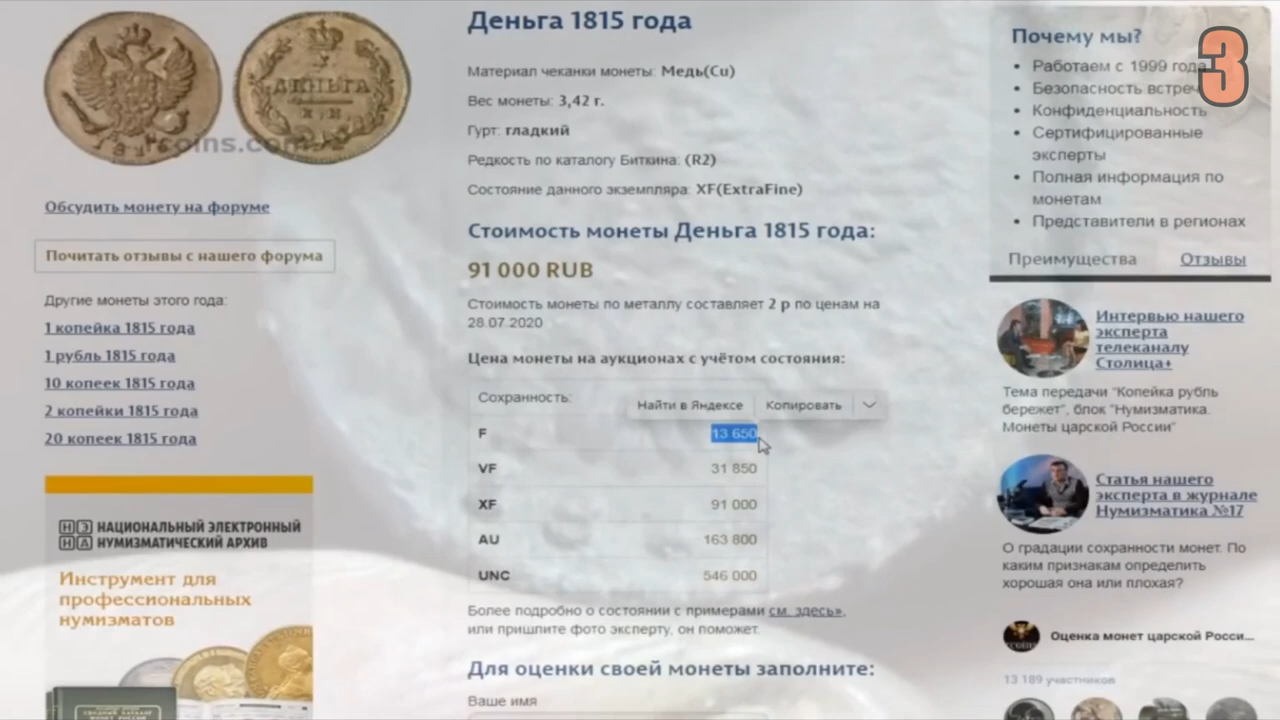 Деньга 1815 года
Материал чеканки монеты: Медь(Cu)
Вес монеты: 3,42 г.
Гурт: гладкий
Редкость по каталогу Биткина: (R2)
Состояние данного экземпляра: XF(ExtraFine)
Стоимость монеты Деньга 1815 года:
91 000 RUB
Стоимость монеты по металлу составляет 2 р по ценам на
28.07.2020
Цена монеты на аукционах с учётом состояния:
Сохранность:
Найти в Яндексе Копировать
F 13 650
VF 31 850
XF 91 000
AU 163 800
UNC 546 000
Более подробно о состоянии с примерами см. здесь»,
или пришлите фото эксперту, он поможет.
Для оценки своей монеты заполните:
Ваше имя
ДЕНЬГА
coins.com
Обсудить монету на форуме
Почитать отзывы с нашего форума
Другие монеты этого года:
1 копейка 1815 года
1 рубль 1815 года
10 копеек 1815 года
2 копейки 1815 года
20 копеек 1815 года
НЭ НАЦИОНАЛЬНЫЙ ЭЛЕКТРОННЫЙ
НА НУМИЗМАТИЧЕСКИЙ АРХИВ
Инструмент для
профессиональных
нумизматов
3
Почему мы?
Работаем с 1999 года
Безопасность встреч
Конфиденциальность
Сертифицированные
эксперты
Полная информация по
монетам
Представители в регионах
Преимущества Отзывы
Интервью нашего
эксперта
телеканалу
Столица+
Тема передачи "Копейка рубль
бережет", блок "Нумизматика.
Монеты царской России"
Статья нашего
эксперта в журнале
Нумизматика №17
О градации сохранности монет. По
каким признакам определить
хорошая она или плохая?
Оценка монет царской Росси...
13 189 участников